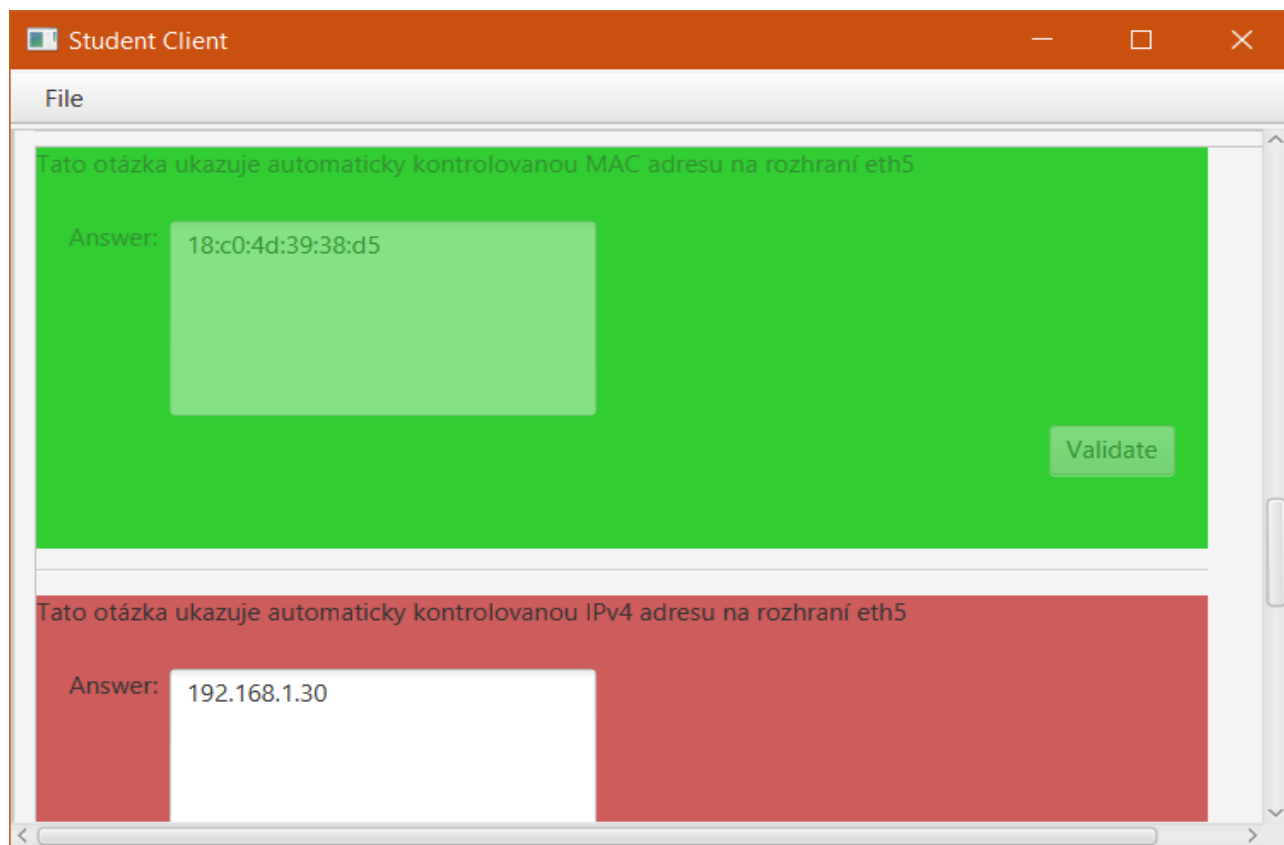 Student Client
File
Tato otázka ukazuje automaticky kontrolovanou MAC adresu na rozhraní eth5
Answer: 18:c0:4d:39:38:d5
Validate
Tato otázka ukazuje automaticky kontrolovanou IPv4 adresu na rozhraní eth5
Answer: 192.168.1.30